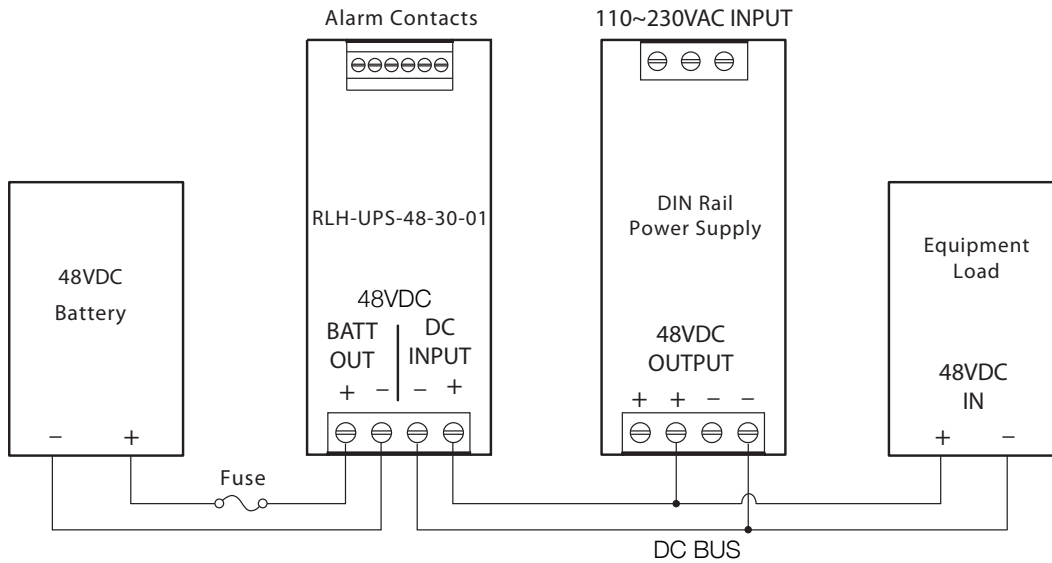 Alarm Contacts
110~230VAC INPUT
RLH-UPS-48-30-01
DIN Rail
Power Supply
48VDC
Battery
Equipment
Load
48VDC
BATT
OUT
DC
INPUT
+ − − +
48VDC
OUTPUT
+ + − −
48VDC
IN
− +
+ −
Fuse
DC BUS